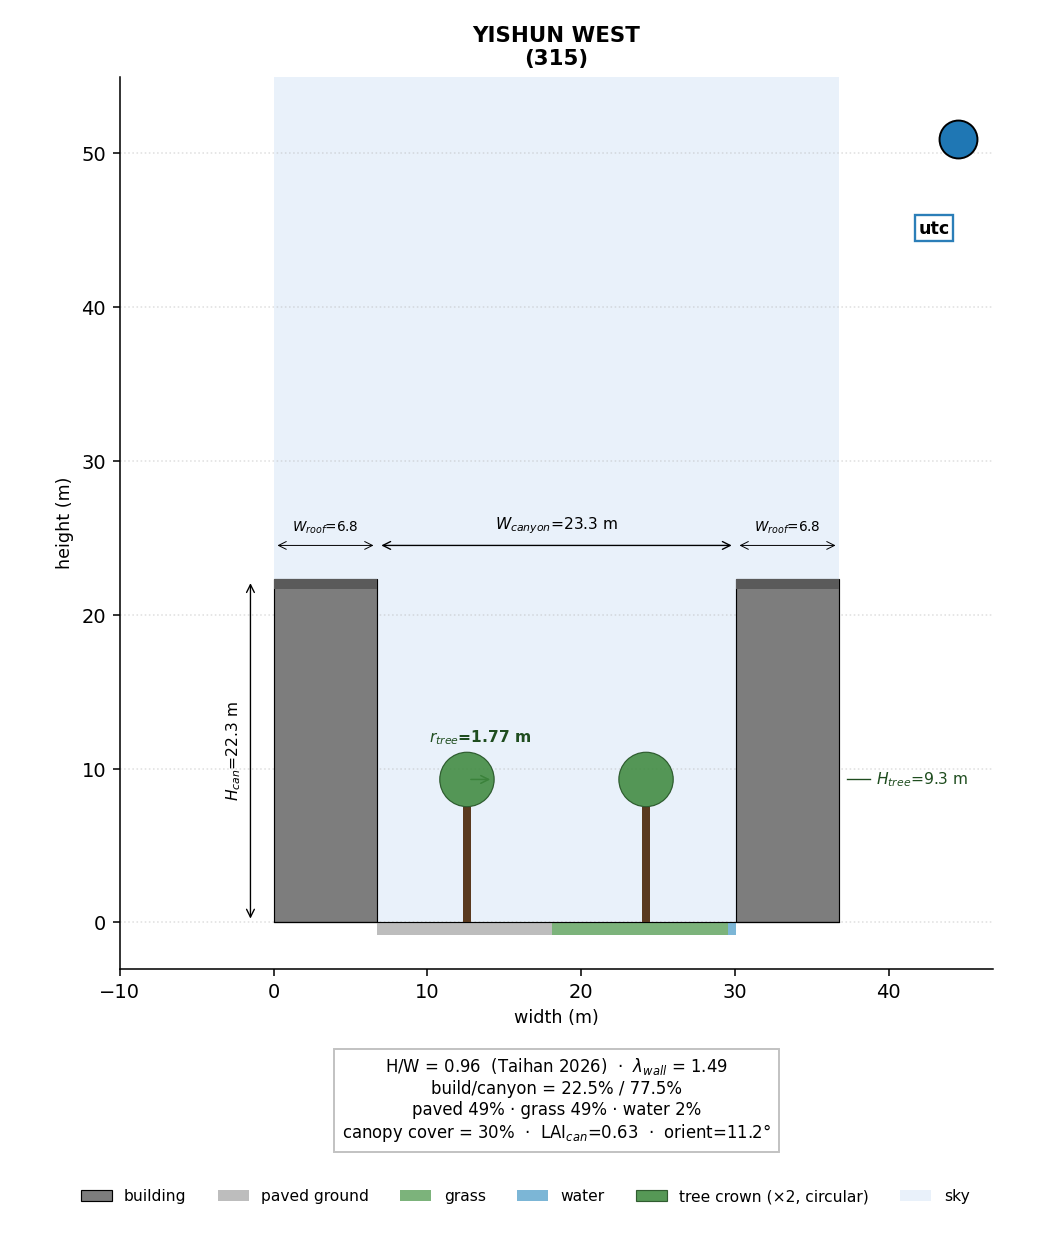 YISHUN WEST
(315)
50
utc
40
height (m)
30
W_roof=6.8
W_canyon=23.3 m
W_roof=6.8
20
H_can=22.3 m
r_tree=1.77 m
10
H_tree=9.3 m
0
−10 0 10 20 30 40
width (m)
H/W = 0.96 (Taihan 2026) · λ_wall = 1.49
build/canyon = 22.5% / 77.5%
paved 49% · grass 49% · water 2%
canopy cover = 30% · LAI_can=0.63 · orient=11.2°
building paved ground grass water tree crown (×2, circular) sky